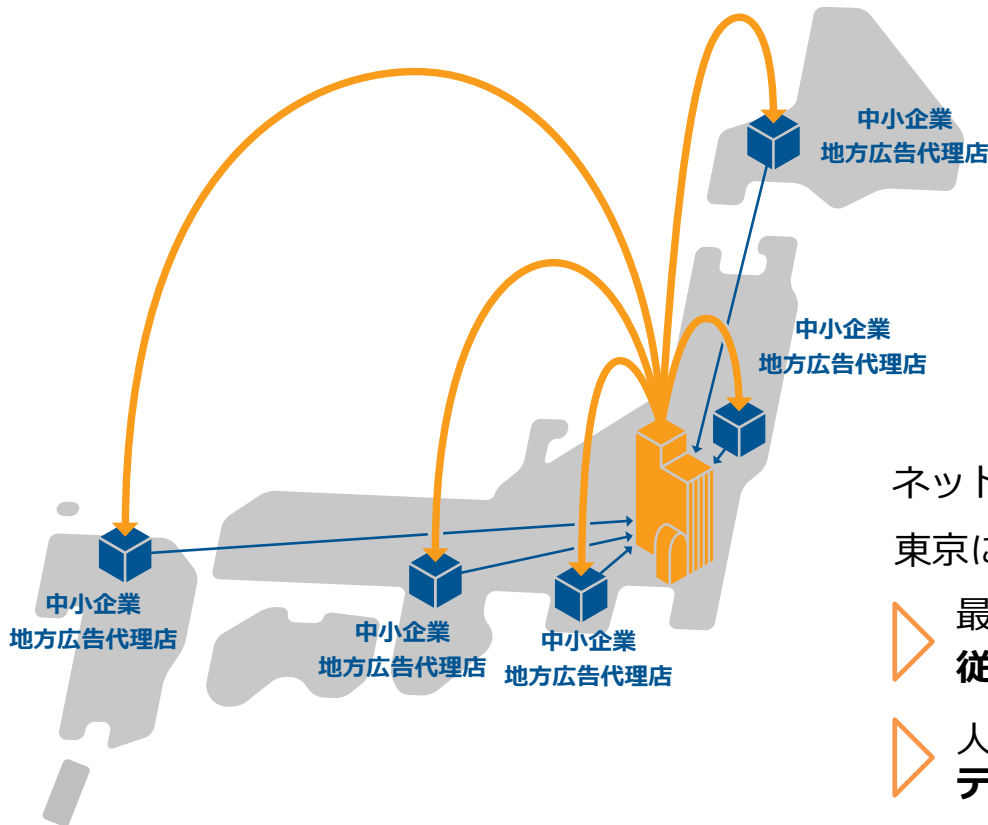 中小企業
地方広告代理店
中小企業
地方広告代理店
中小企業
地方広告代理店
中小企業
地方広告代理店
中小企業
地方広告代理店
ネット
東京に
最
従
人
デ